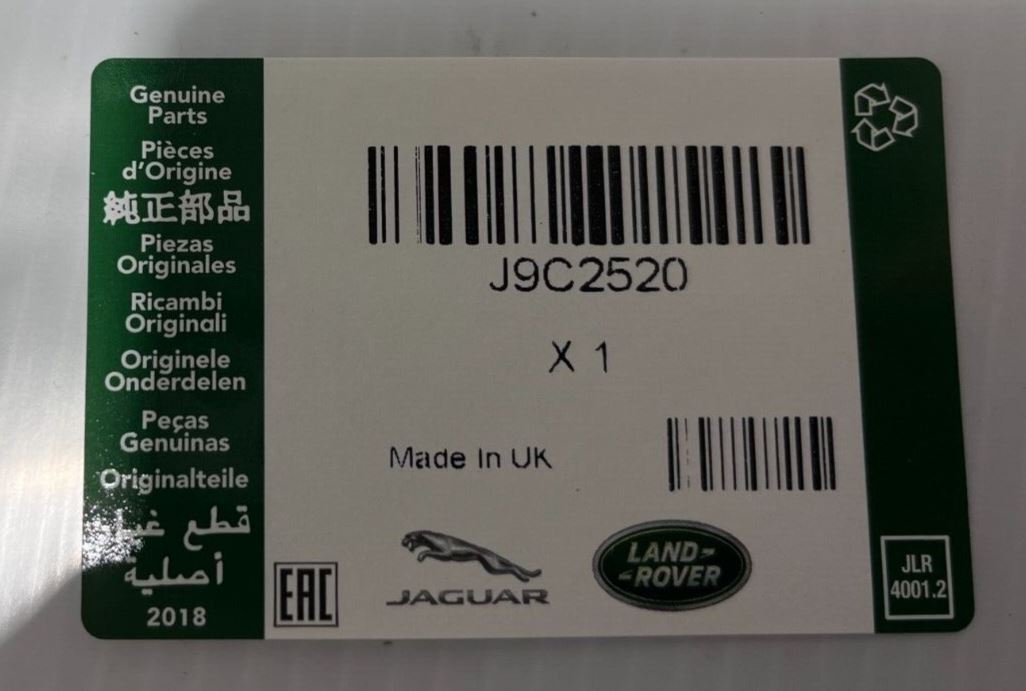 Genuine
Parts
Pièces
d'Origine
純正部品
Piezas
Originales
Ricambi
Originali
Originele
Onderdelen
Peças
Genuinas
Originalteile
قطع
أصلية
2018
J9C2520
X 1
Made In UK
EAC
JAGUAR
LAND-
-ROVER
JLR
4001.2